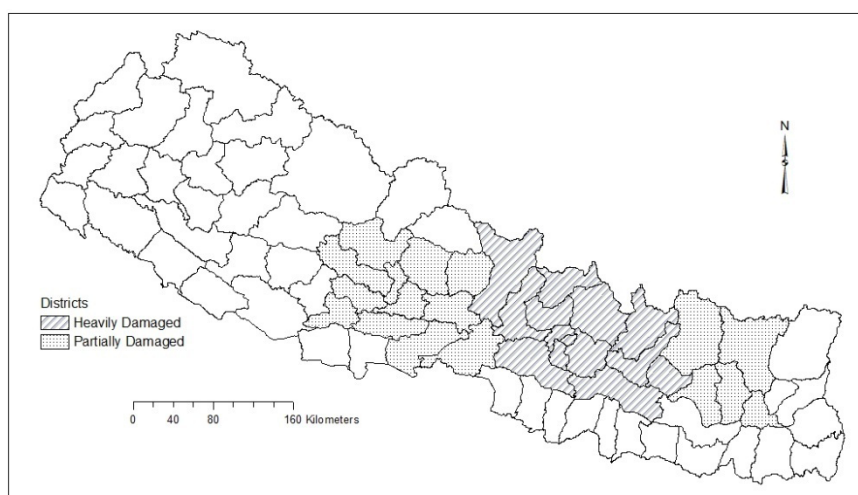 N
Districts
Heavily Damaged
Partially Damaged
0 40 80 160 Kilometers